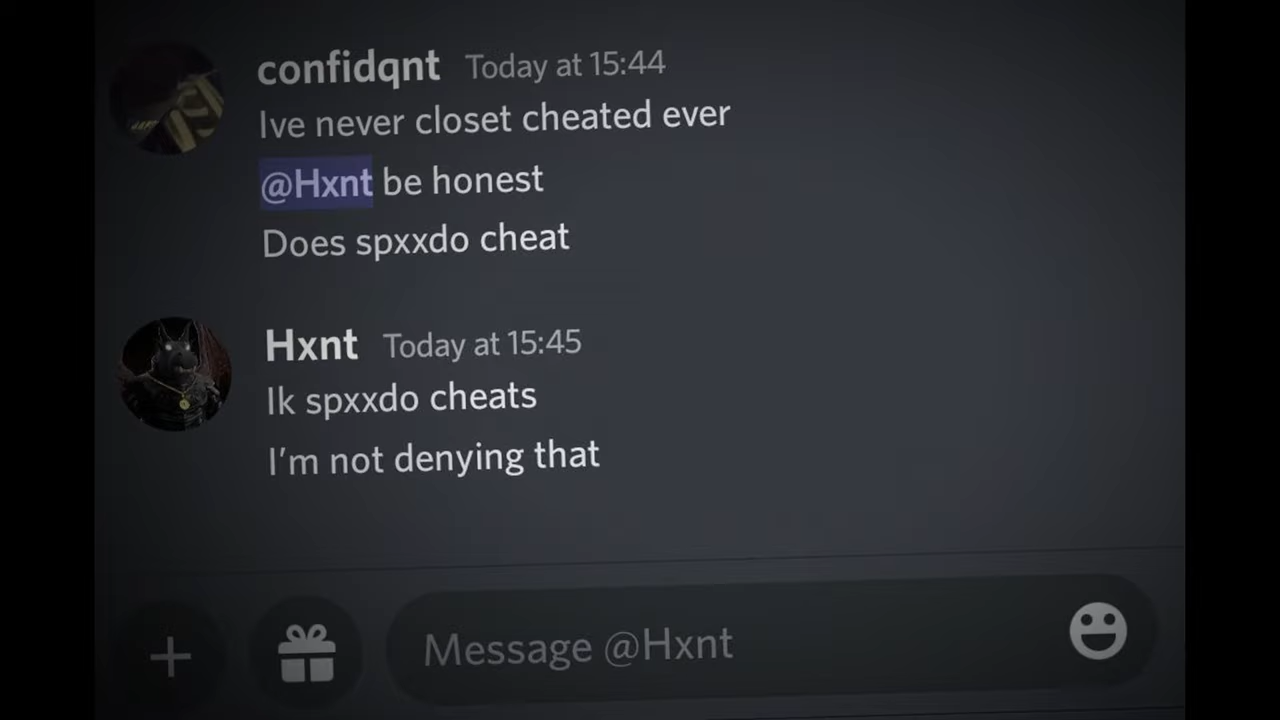 confidqnt Today at 15:44
Ive never closet cheated ever
@Hxnt be honest
Does spxxdo cheat
Hxnt Today at 15:45
Ik spxxdo cheats
I'm not denying that
Message @Hxnt